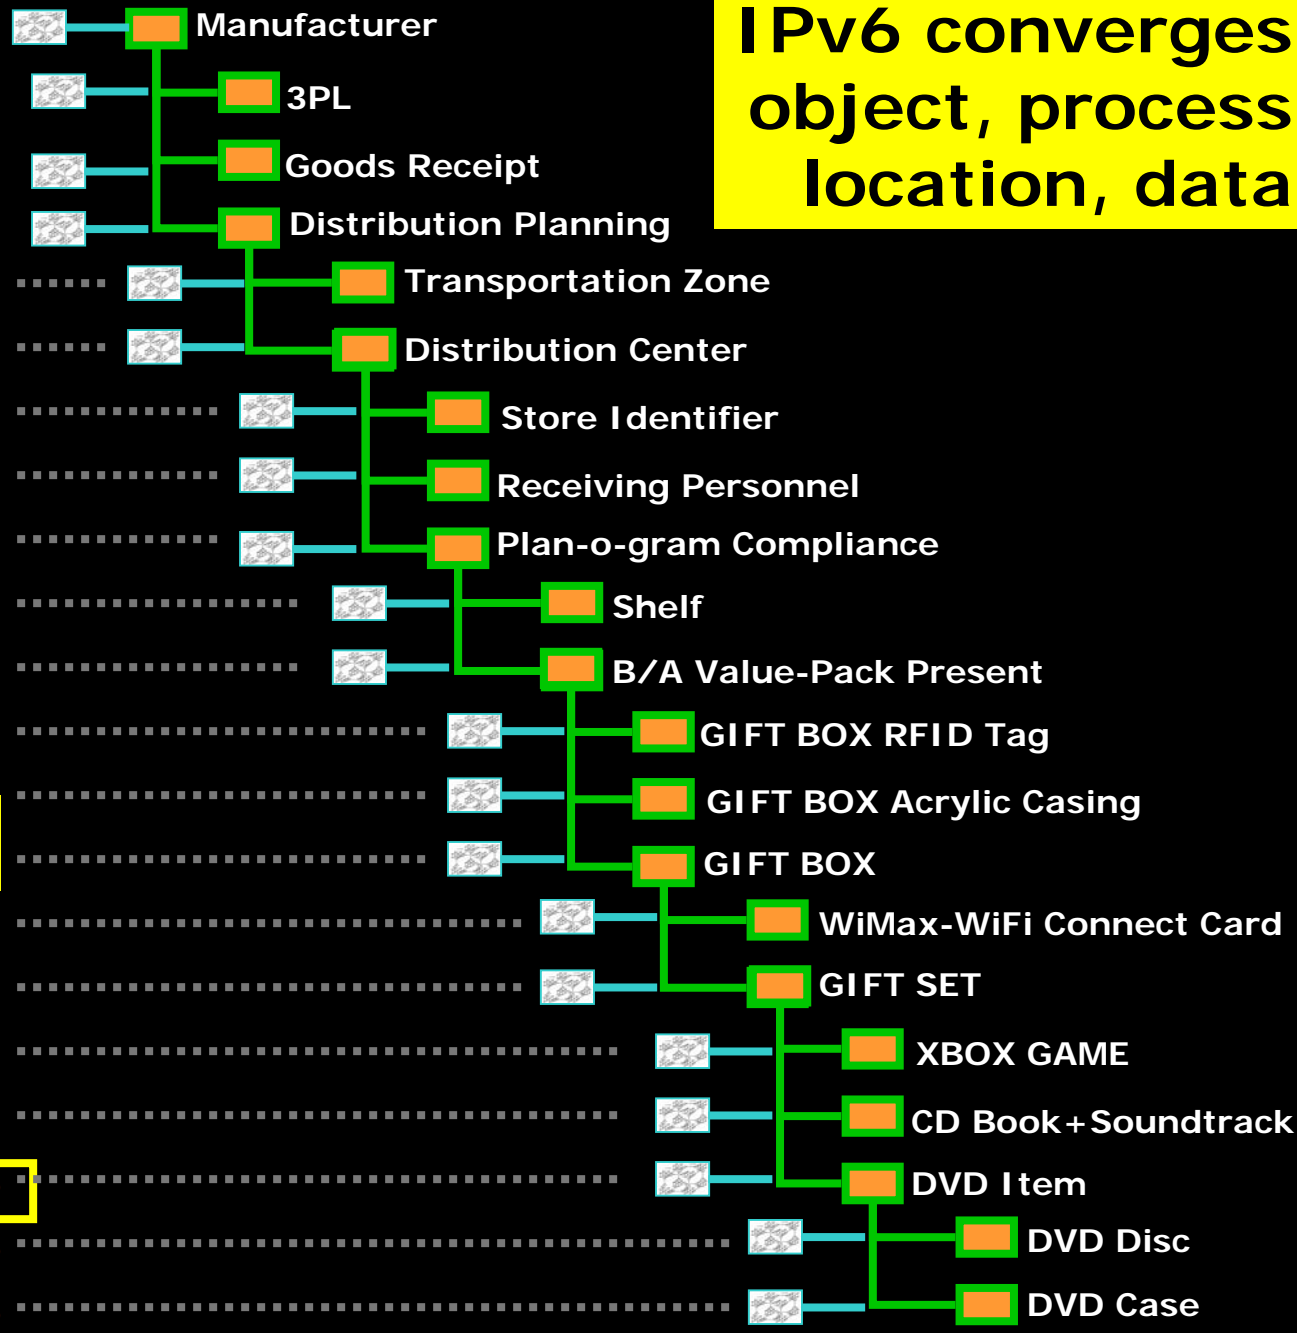 Manufacturer
IPv6 converges
object, process
location, data
3PL
Goods Receipt
Distribution Planning
Transportation Zone
Distribution Center
Store Identifier
Receiving Personnel
Plan-o-gram Compliance
Shelf
B/A Value-Pack Present
GIFT BOX RFID Tag
GIFT BOX Acrylic Casing
GIFT BOX
WiMax-WiFi Connect Card
GIFT SET
XBOX GAME
CD Book+Soundtrack
DVD Item
DVD Disc
DVD Case